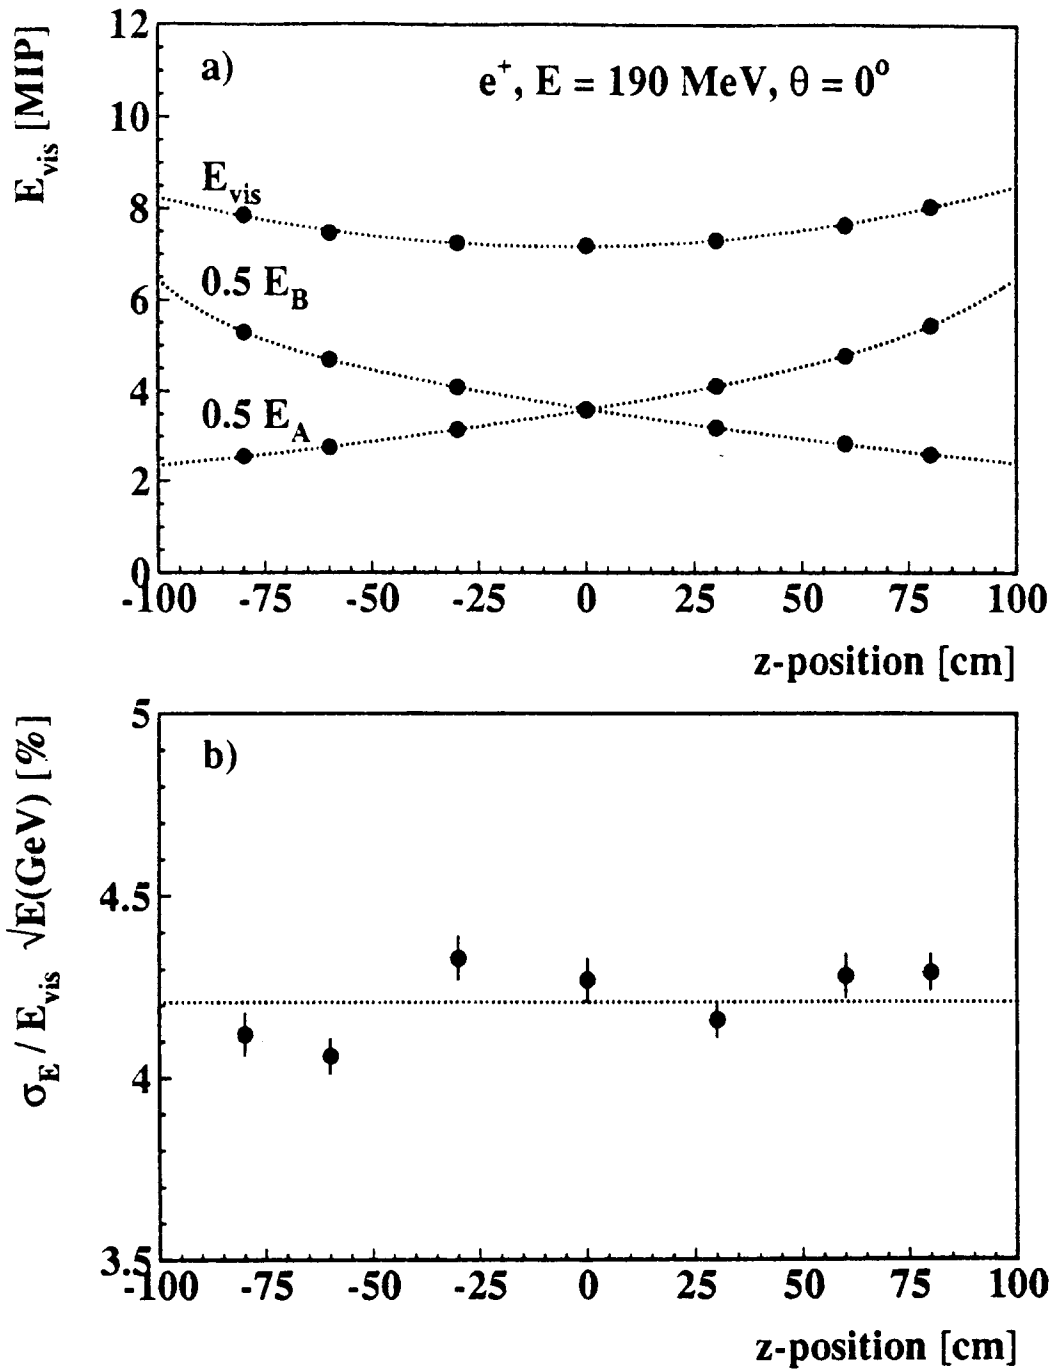 12
a)
e⁺, E = 190 MeV, θ = 0°
E_vis [MIP]
10
E_vis
8
0.5 E_B
6
4
0.5 E_A
2
0
-100 -75 -50 -25 0 25 50 75 100
z-position [cm]
5
b)
σ_E / E_vis √E(GeV) [%]
4.5
4
3.5
-100 -75 -50 -25 0 25 50 75 100
z-position [cm]